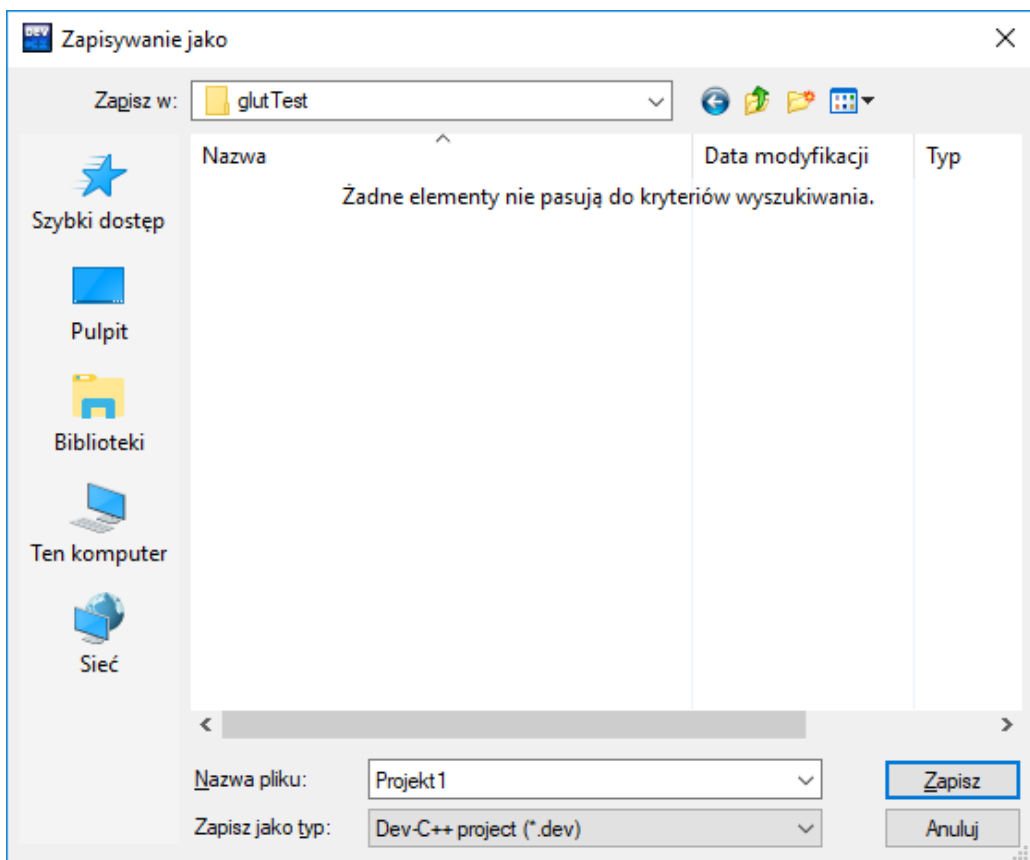 Zapisywanie jako
Zapisz w: glutTest
Nazwa Data modyfikacji Typ
Żadne elementy nie pasują do kryteriów wyszukiwania.
Szybki dostęp
Pulpit
Biblioteki
Ten komputer
Sieć
Nazwa pliku: Projekt1 Zapisz
Zapisz jako typ: Dev-C++ project (*.dev) Anuluj